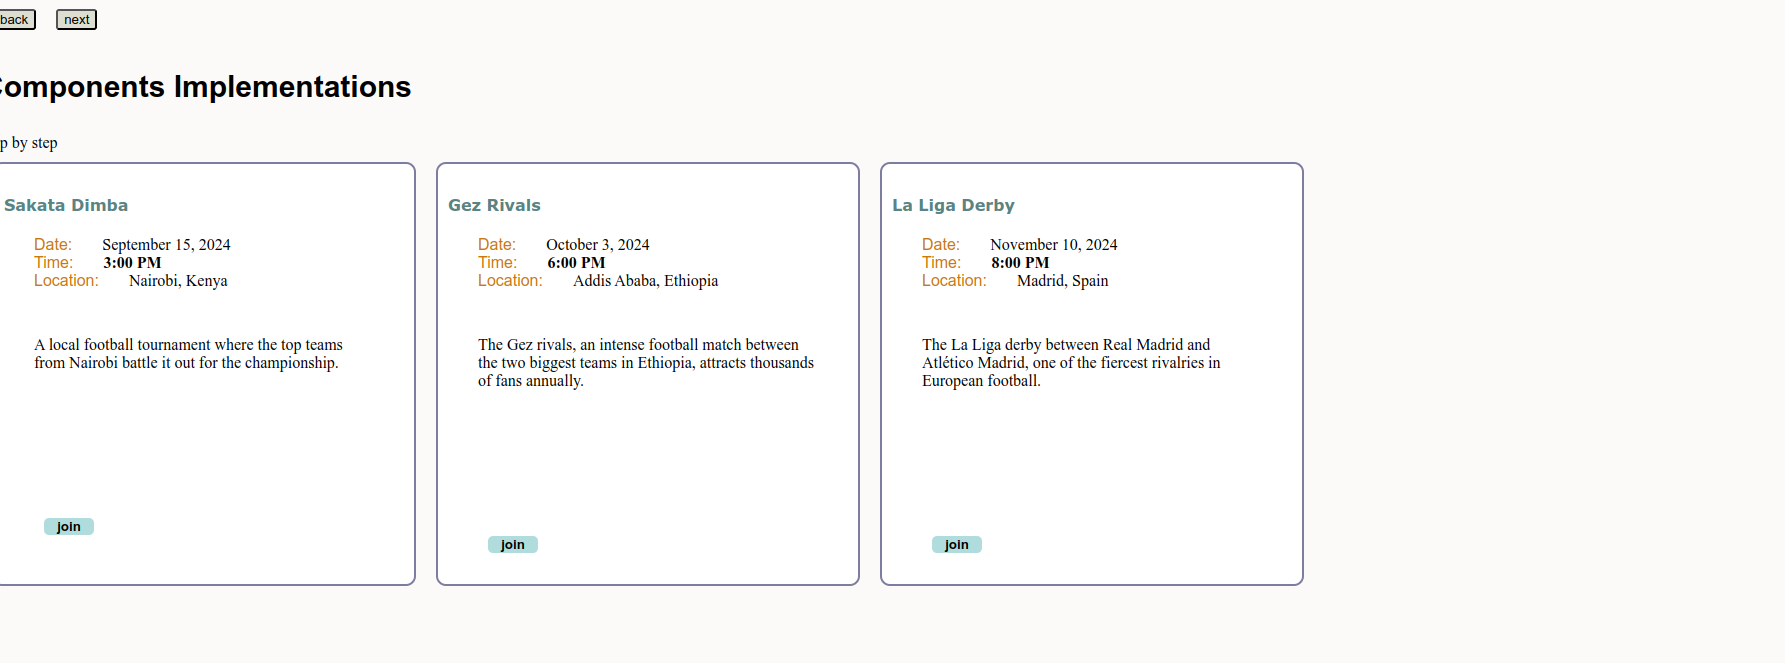 back next
omponents Implementations
p by step
Sakata Dimba
Date: September 15, 2024
Time: 3:00 PM
Location: Nairobi, Kenya
A local football tournament where the top teams
from Nairobi battle it out for the championship.
join
Gez Rivals
Date: October 3, 2024
Time: 6:00 PM
Location: Addis Ababa, Ethiopia
The Gez rivals, an intense football match between
the two biggest teams in Ethiopia, attracts thousands
of fans annually.
join
La Liga Derby
Date: November 10, 2024
Time: 8:00 PM
Location: Madrid, Spain
The La Liga derby between Real Madrid and
Atlético Madrid, one of the fiercest rivalries in
European football.
join